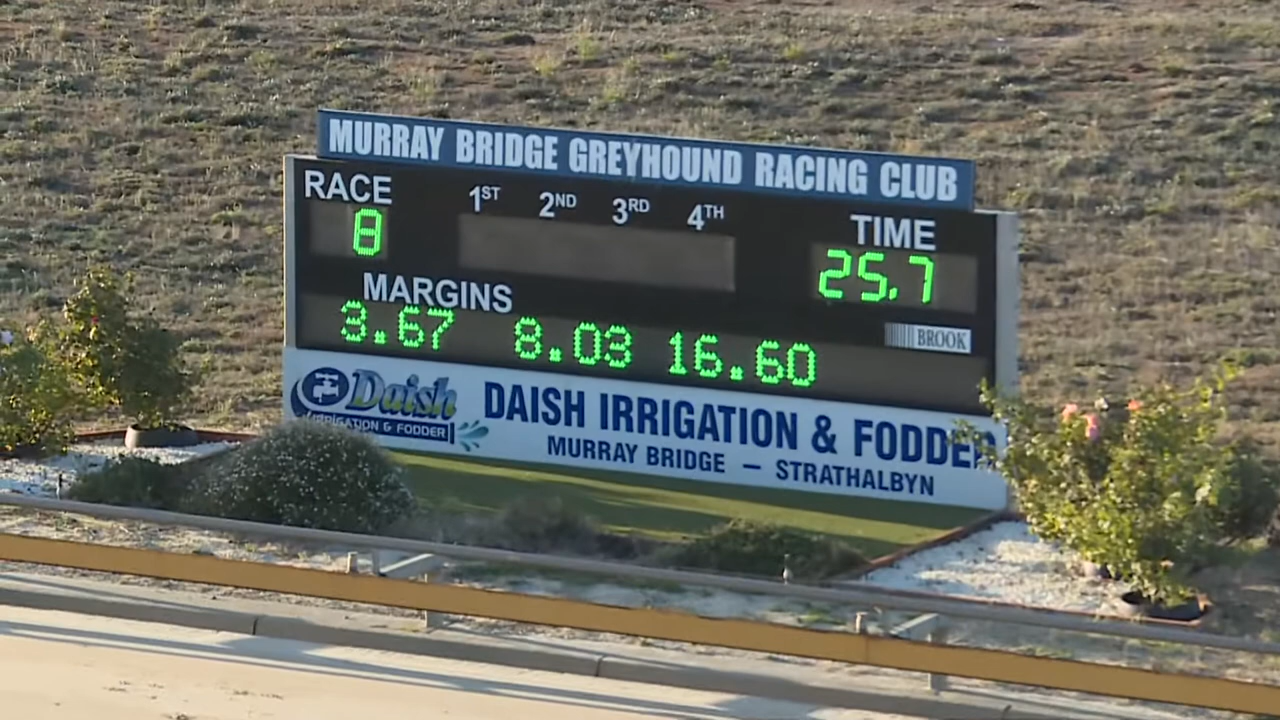 MURRAY BRIDGE GREYHOUND RACING CLUB
RACE 1ST 2ND 3RD 4TH TIME
8 25.7
MARGINS
3.67 8.03 16.60
BROOK
Daish
IRRIGATION & FODDER
DAISH IRRIGATION & FODDER
MURRAY BRIDGE — STRATHALBYN